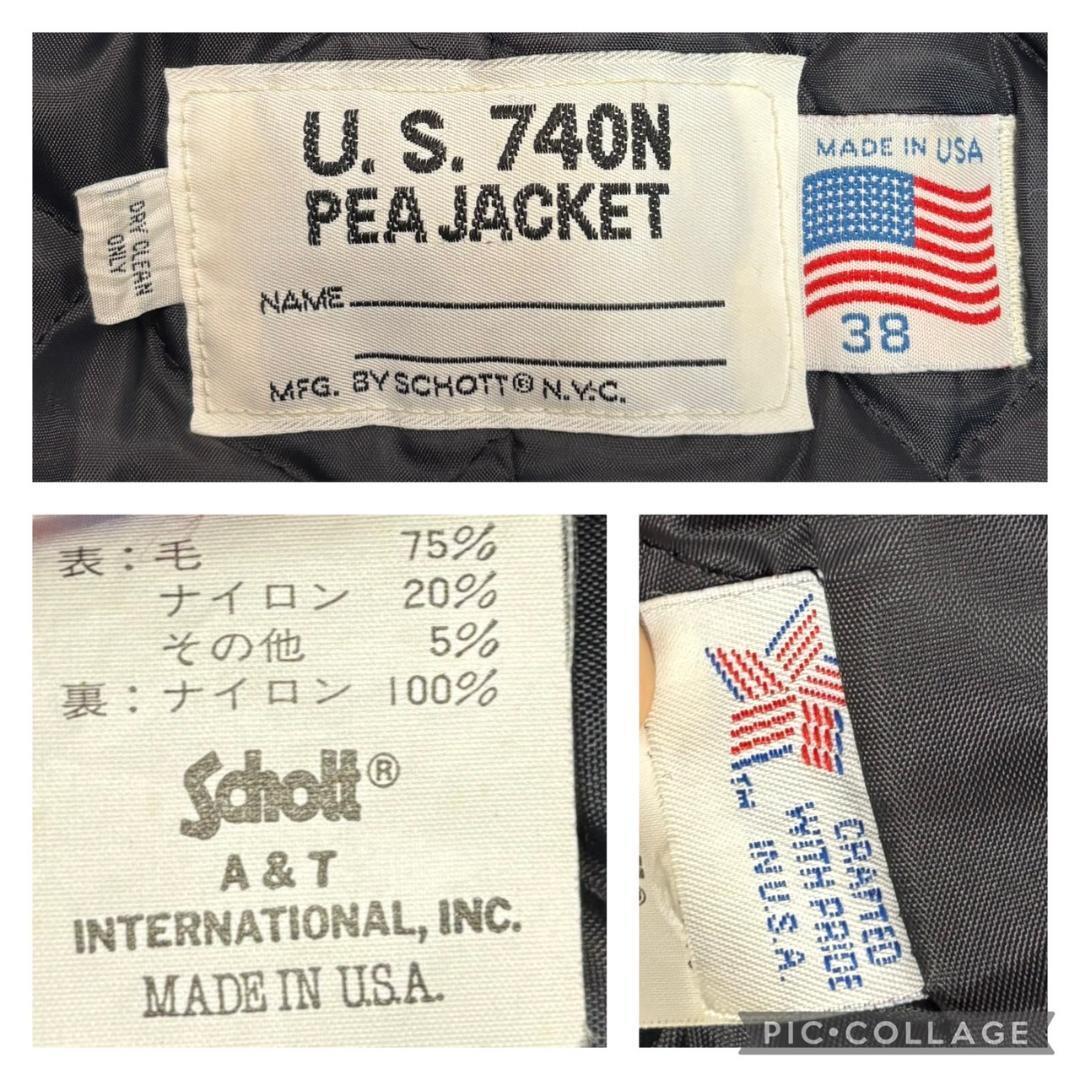 U. S. 740N
PEA JACKET
NAME
MFG. BY SCHOTT® N.Y.C.
DRY CLEAN
ONLY
MADE IN USA
38
表：毛 75%
ナイロン 20%
その他 5%
裏：ナイロン 100%
Schott®
A & T
INTERNATIONAL, INC.
MADE IN U.S.A.
TM
CRAFTED
WITH PRIDE
IN U.S.A.
PIC•COLLAGE